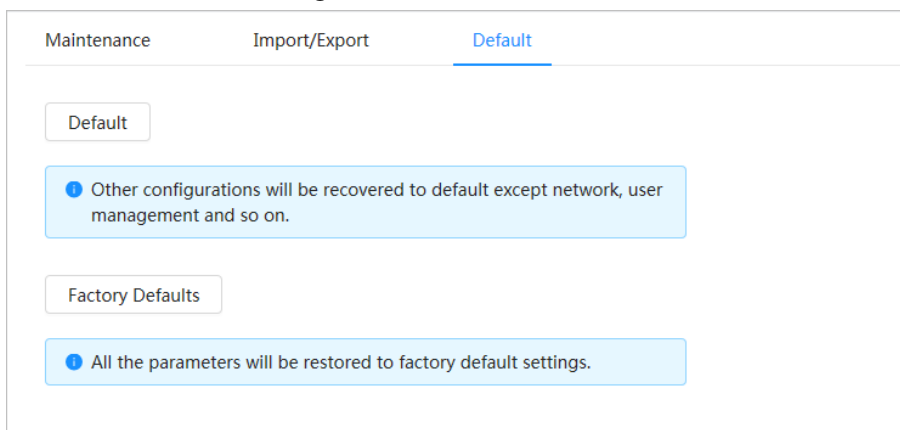 Maintenance Import/Export Default
Default
Other configurations will be recovered to default except network, user
management and so on.
Factory Defaults
All the parameters will be restored to factory default settings.